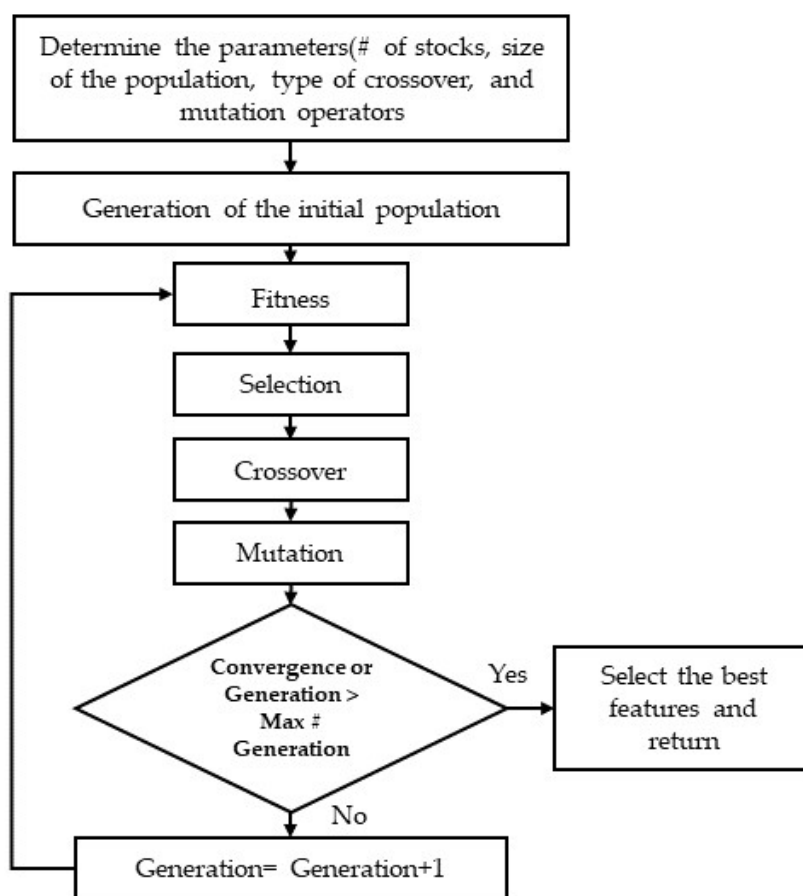 Determine the parameters(# of stocks, size
of the population, type of crossover, and
mutation operators
Generation of the initial population
Fitness
Selection
Crossover
Mutation
Convergence or
Generation >
Max #
Generation
Yes
Select the best
features and
return
No
Generation= Generation+1